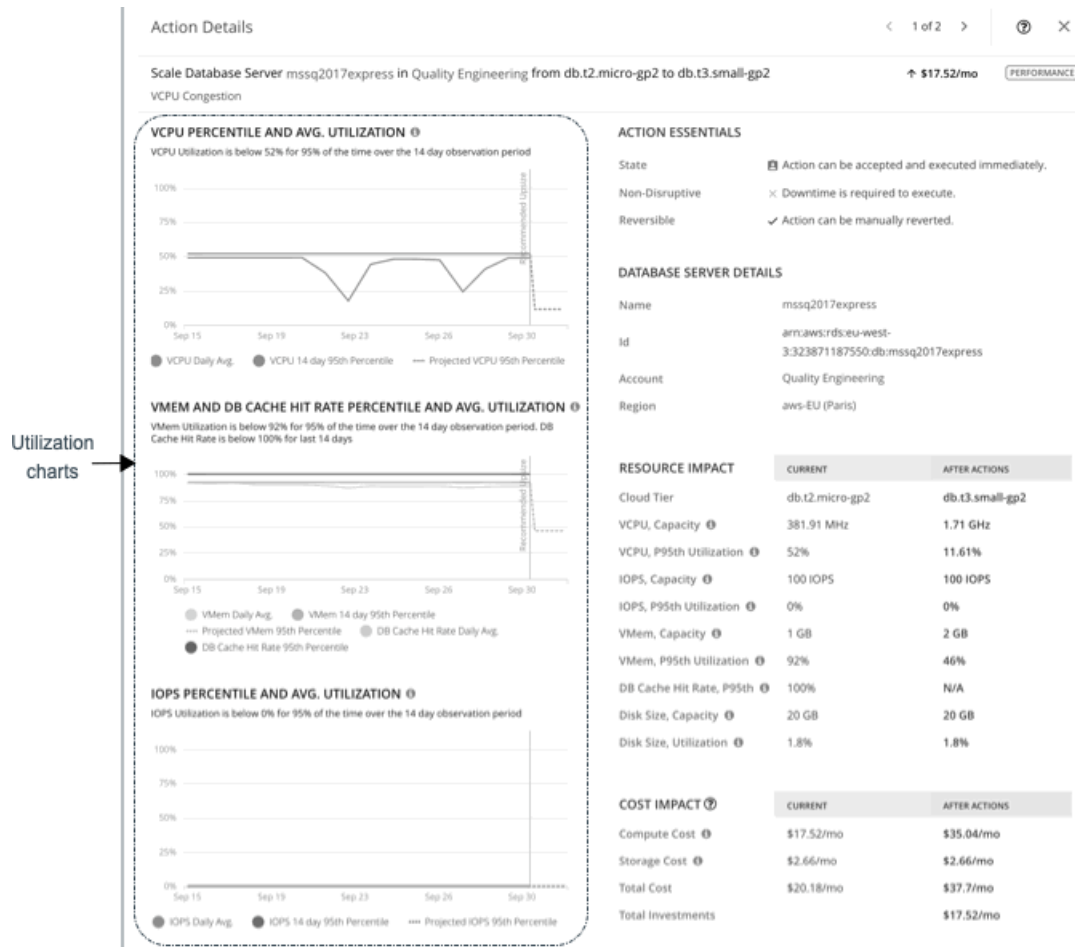 Action Details
1 of 2
Scale Database Server mssq2017express in Quality Engineering from db.t2.micro-gp2 to db.t3.small-gp2
↑ $17.52/mo
PERFORMANCE
VCPU Congestion
Utilization
charts
VCPU PERCENTILE AND AVG. UTILIZATION
VCPU Utilization is below 52% for 95% of the time over the 14 day observation period
100%
75%
50%
25%
0%
Recommended Upsize
Sep 15 Sep 19 Sep 23 Sep 26 Sep 30
VCPU Daily Avg. VCPU 14 day 95th Percentile Projected VCPU 95th Percentile
VMEM AND DB CACHE HIT RATE PERCENTILE AND AVG. UTILIZATION
VMem Utilization is below 92% for 95% of the time over the 14 day observation period. DB
Cache Hit Rate is below 100% for last 14 days
100%
75%
50%
25%
0%
Recommended Upsize
Sep 15 Sep 19 Sep 23 Sep 26 Sep 30
VMem Daily Avg. VMem 14 day 95th Percentile
Projected VMem 95th Percentile DB Cache Hit Rate Daily Avg.
DB Cache Hit Rate 95th Percentile
IOPS PERCENTILE AND AVG. UTILIZATION
IOPS Utilization is below 0% for 95% of the time over the 14 day observation period
100%
75%
50%
25%
0%
Sep 15 Sep 19 Sep 23 Sep 26 Sep 30
IOPS Daily Avg. IOPS 14 day 95th Percentile Projected IOPS 95th Percentile
ACTION ESSENTIALS
State Action can be accepted and executed immediately.
Non-Disruptive Downtime is required to execute.
Reversible Action can be manually reverted.
DATABASE SERVER DETAILS
Name mssq2017express
Id arn:aws:rds:eu-west-
3:323871187550:db:mssq2017express
Account Quality Engineering
Region aws-EU (Paris)
RESOURCE IMPACT CURRENT AFTER ACTIONS
Cloud Tier db.t2.micro-gp2 db.t3.small-gp2
VCPU, Capacity 381.91 MHz 1.71 GHz
VCPU, P95th Utilization 52% 11.61%
IOPS, Capacity 100 IOPS 100 IOPS
IOPS, P95th Utilization 0% 0%
VMem, Capacity 1 GB 2 GB
VMem, P95th Utilization 92% 46%
DB Cache Hit Rate, P95th 100% N/A
Disk Size, Capacity 20 GB 20 GB
Disk Size, Utilization 1.8% 1.8%
COST IMPACT CURRENT AFTER ACTIONS
Compute Cost $17.52/mo $35.04/mo
Storage Cost $2.66/mo $2.66/mo
Total Cost $20.18/mo $37.7/mo
Total Investments $17.52/mo